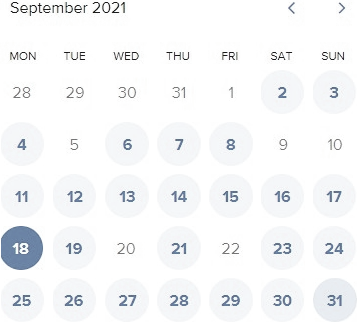 September 2021
MON TUE WED THU FRI SAT SUN
28 29 30 31 1 2 3
4 5 6 7 8 9 10
11 12 13 14 15 16 17
18 19 20 21 22 23 24
25 26 27 28 29 30 31